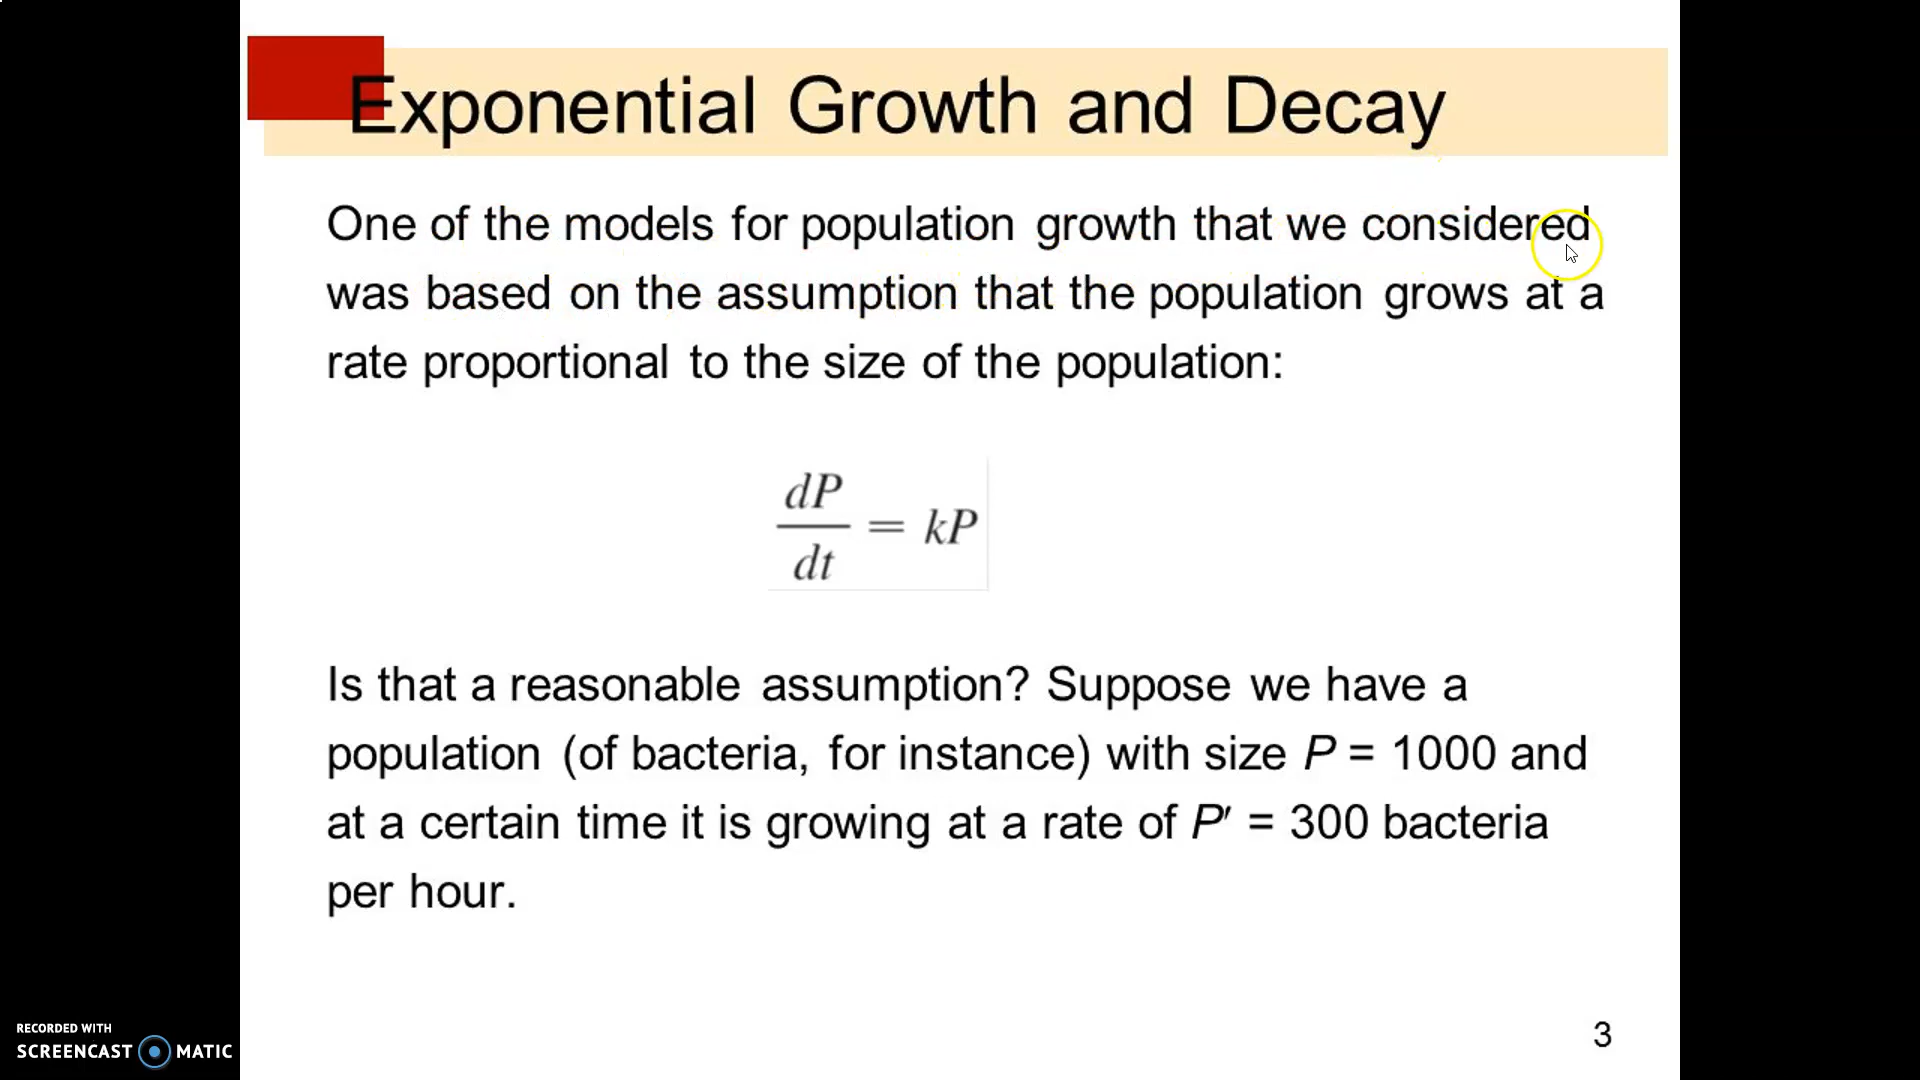 Exponential Growth and Decay
One of the models for population growth that we considered
was based on the assumption that the population grows at a
rate proportional to the size of the population:
dP
dt
= kP
Is that a reasonable assumption? Suppose we have a
population (of bacteria, for instance) with size P = 1000 and
at a certain time it is growing at a rate of P′ = 300 bacteria
per hour.
3
RECORDED WITH
SCREENCAST MATIC